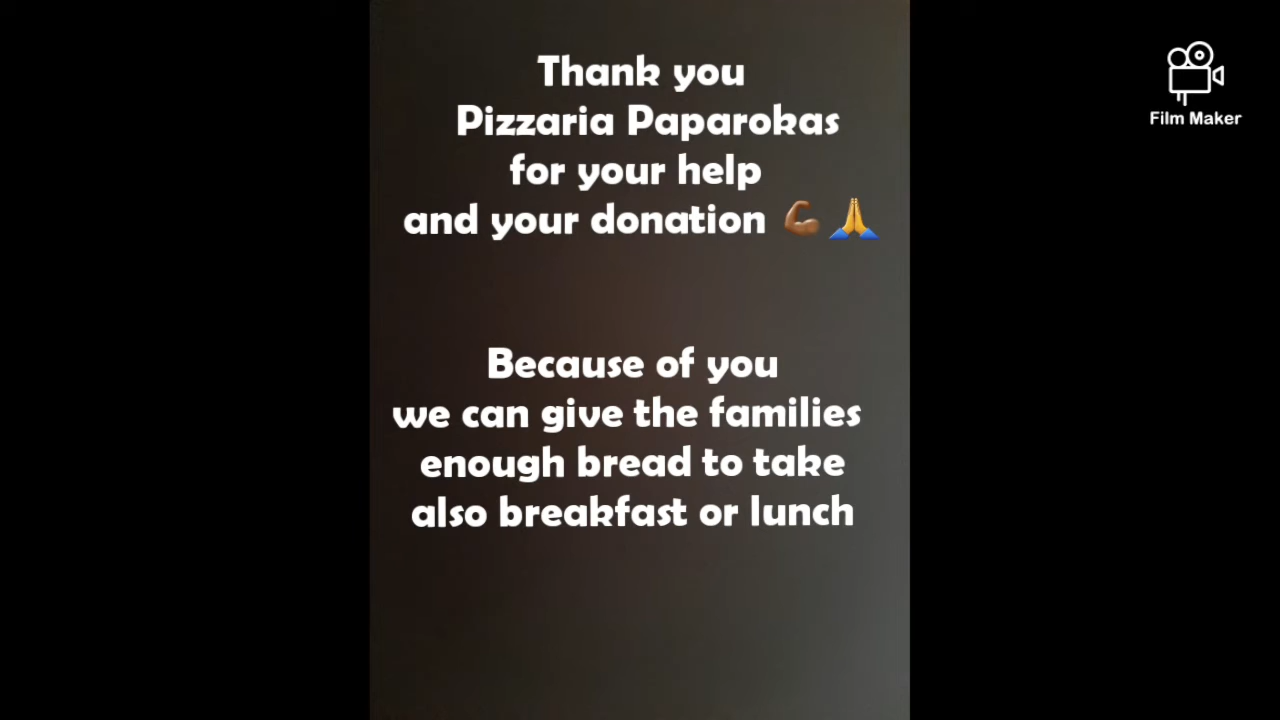 Thank you
Pizzaria Paparokas
for your help
and your donation 💪🏾🙏
Because of you
we can give the families
enough bread to take
also breakfast or lunch
Film Maker